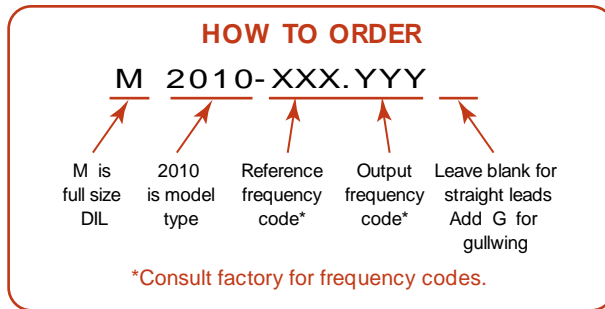 HOW TO ORDER
M 2010-XXX.YYY
M is
full size
DIL
2010
is model
type
Reference
frequency
code*
Output
frequency
code*
Leave blank for
straight leads
Add G for
gullwing
*Consult factory for frequency codes.